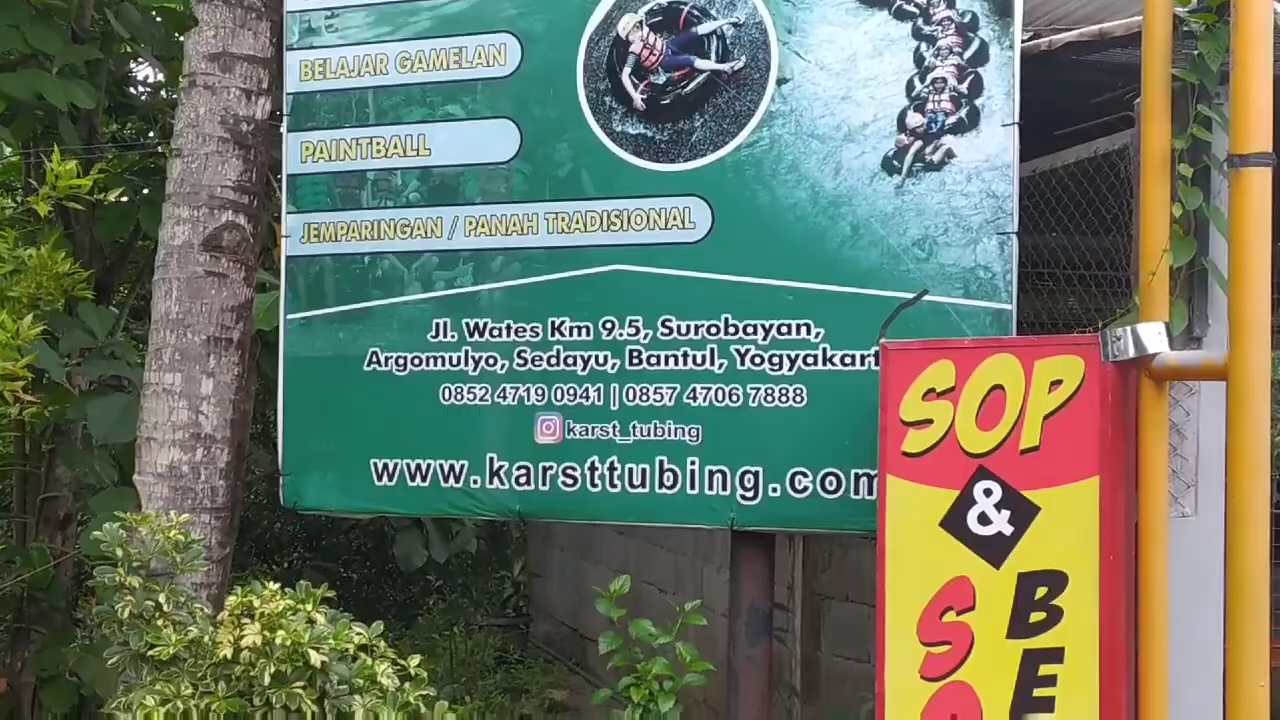 BELAJAR GAMELAN
PAINTBALL
JEMPARINGAN / PANAH TRADISIONAL
Jl. Wates Km 9.5, Surobayan,
Argomulyo, Sedayu, Bantul, Yogyakart
0852 4719 0941 | 0857 4706 7888
karst_tubing
www.karsttubing.com
SOP
&
S
BE